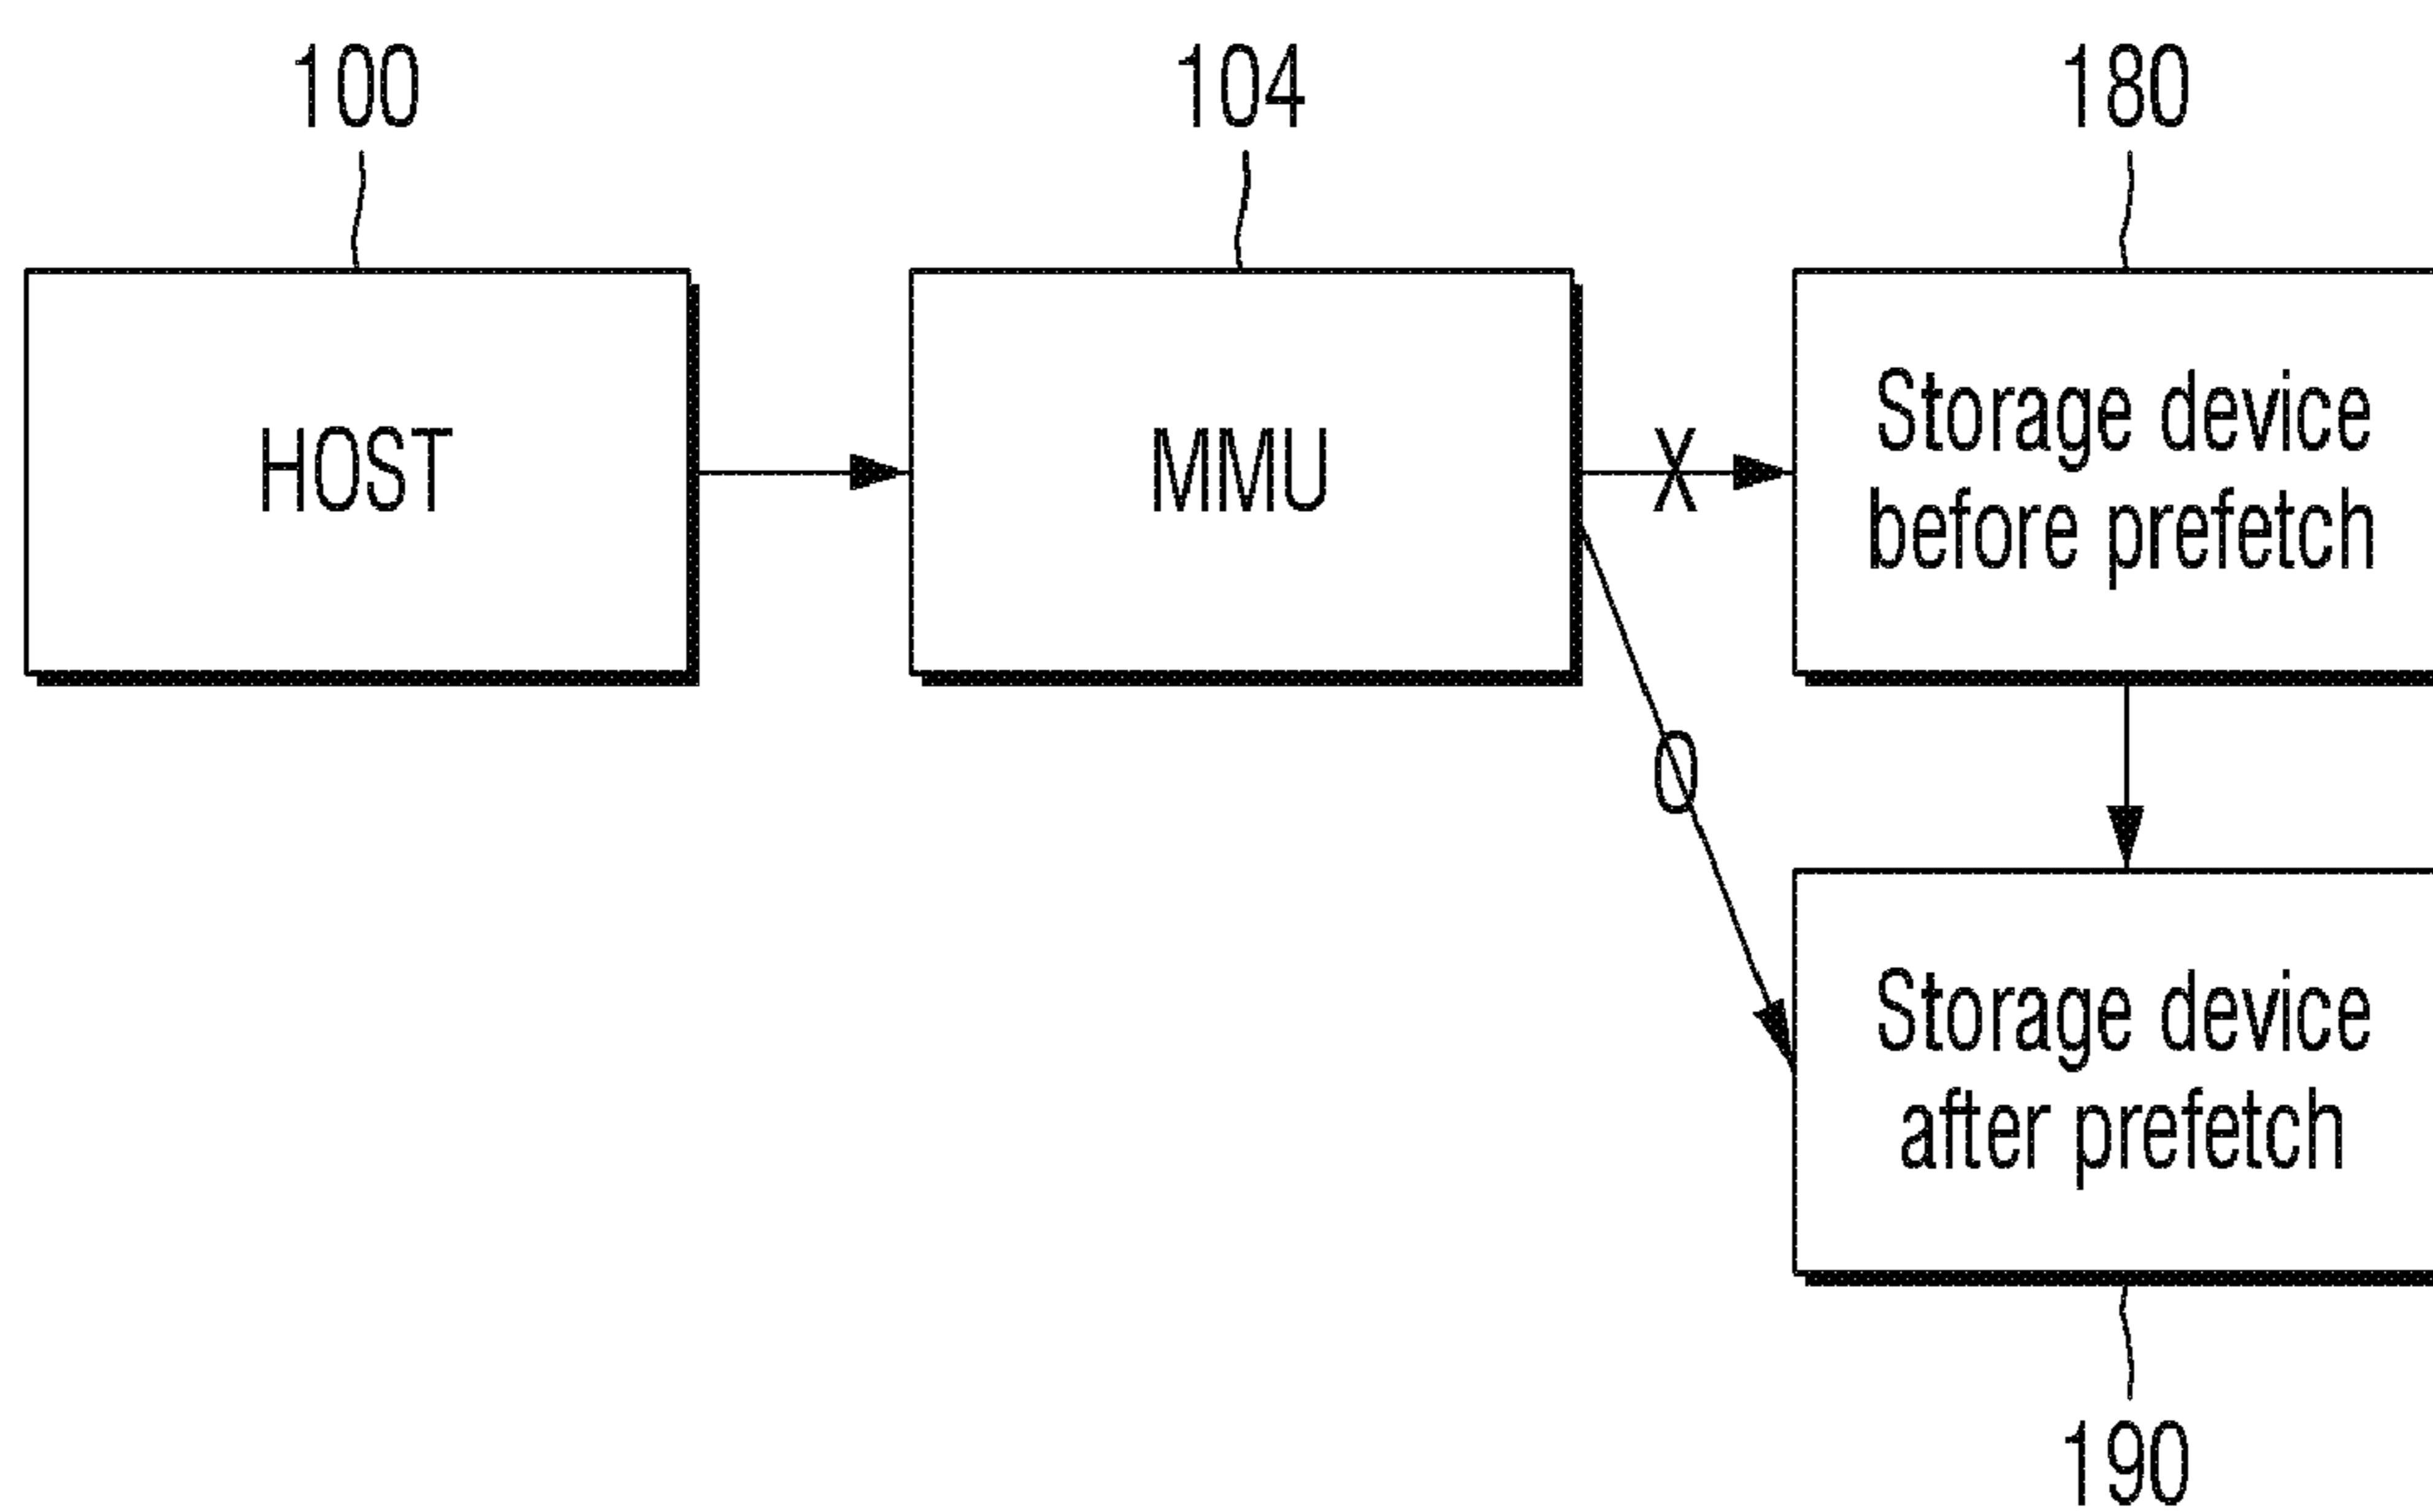 100
104
180
HOST
MMU
X
Storage device
before prefetch
O
Storage device
after prefetch
190